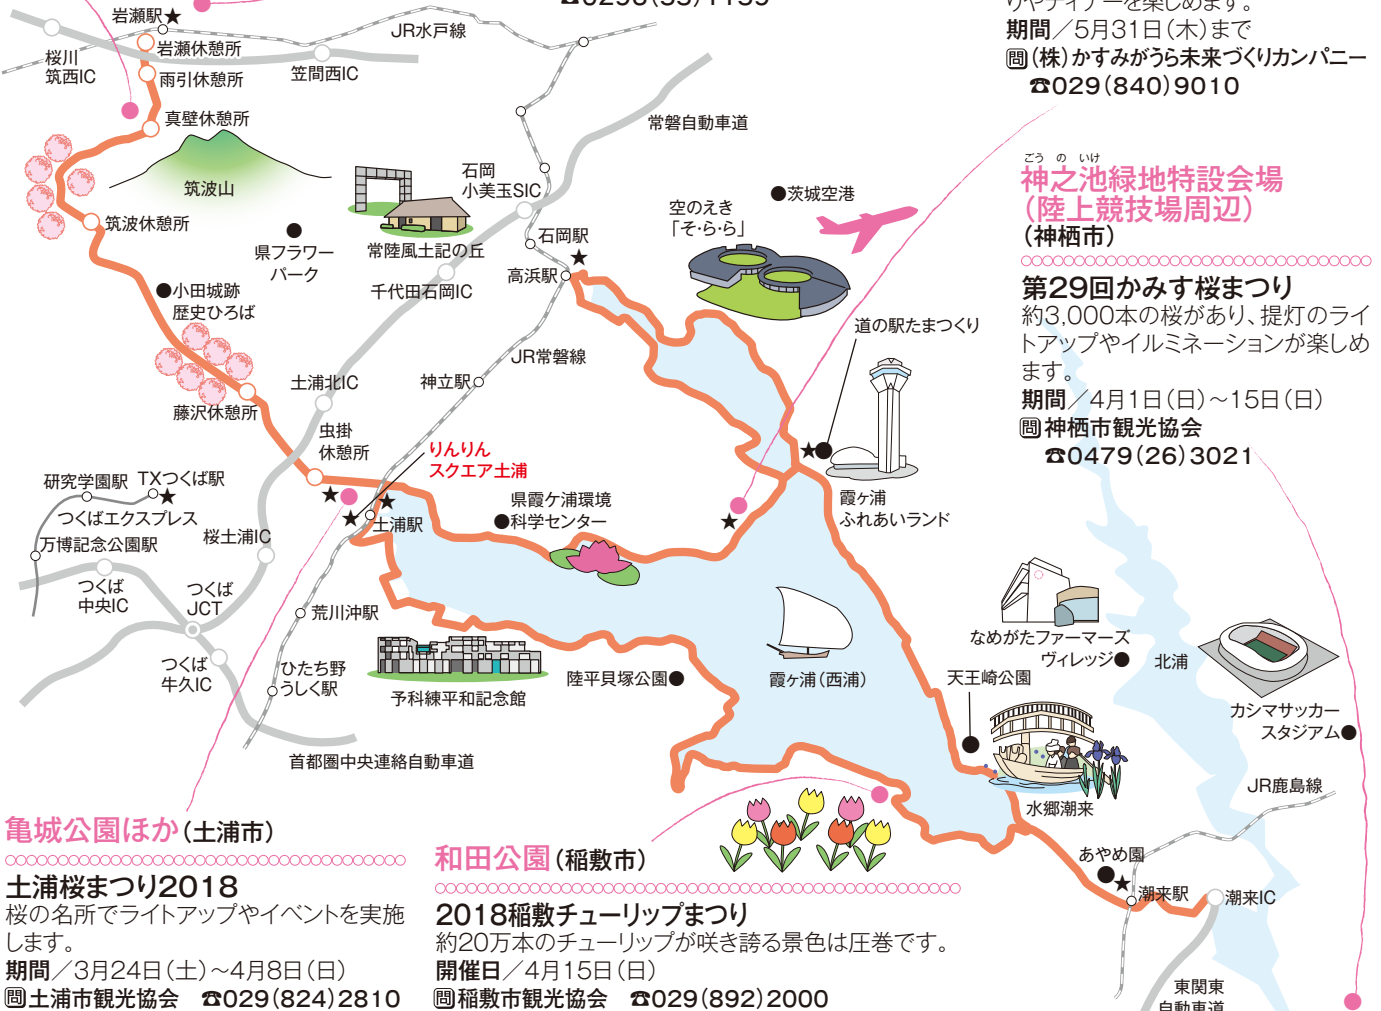 ☎0296(55)1159
りやディナーを楽しめます。
期間／5月31日(木)まで
問(株)かすみがうら未来づくりカンパニー
☎029(840)9010
岩瀬駅★
岩瀬休憩所
JR水戸線
桜川
筑西IC
雨引休憩所
笠間西IC
真壁休憩所
常磐自動車道
筑波山
石岡
小美玉SIC
筑波休憩所
県フラワー
パーク
常陸風土記の丘
石岡駅
★
高浜駅
千代田石岡IC
空のえき
「そ・ら・ら」
●茨城空港
●小田城跡
歴史ひろば
道の駅たまつくり
JR常磐線
神立駅
土浦北IC
藤沢休憩所
虫掛
休憩所
りんりん
スクエア土浦
★●
霞ヶ浦
ふれあいランド
研究学園駅
TXつくば駅
★
つくばエクスプレス
万博記念公園駅
つくば
中央IC
桜土浦IC
つくば
JCT
つくば
牛久IC
土浦駅
県霞ケ浦環境
●科学センター
荒川沖駅
ひたち野
うしく駅
予科練平和記念館
陸平貝塚公園●
霞ヶ浦(西浦)
首都圏中央連絡自動車道
なめがたファーマーズ
ヴィレッジ●
北浦
天王崎公園
カシマサッカー
スタジアム●
水郷潮来
JR鹿島線
あやめ園
●★
潮来駅
潮来IC
東関東
自動車道
ごう の いけ
神之池緑地特設会場
(陸上競技場周辺)
(神栖市)
第29回かみす桜まつり
約3,000本の桜があり、提灯のライ
トアップやイルミネーションが楽しめ
ます。
期間／4月1日(日)～15日(日)
問神栖市観光協会
☎0479(26)3021
亀城公園ほか(土浦市)
土浦桜まつり2018
桜の名所でライトアップやイベントを実施
します。
期間／3月24日(土)～4月8日(日)
問土浦市観光協会　☎029(824)2810
和田公園(稲敷市)
2018稲敷チューリップまつり
約20万本のチューリップが咲き誇る景色は圧巻です。
開催日／4月15日(日)
問稲敷市観光協会　☎029(892)2000